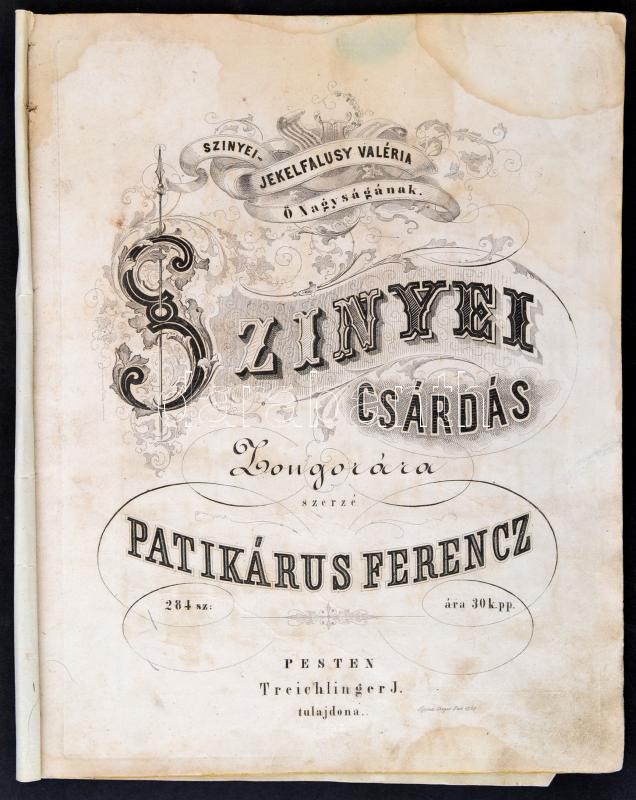 SZINYEI-
JEKELFALUSY VALÉRIA
Ő Nagyságának.
SZINYEI
CSÁRDÁS
Zongorára
szerzé
PATIKÁRUS FERENCZ
284 sz:
ára 30 k.pp.
PESTEN
Treichlinger J.
tulajdona..